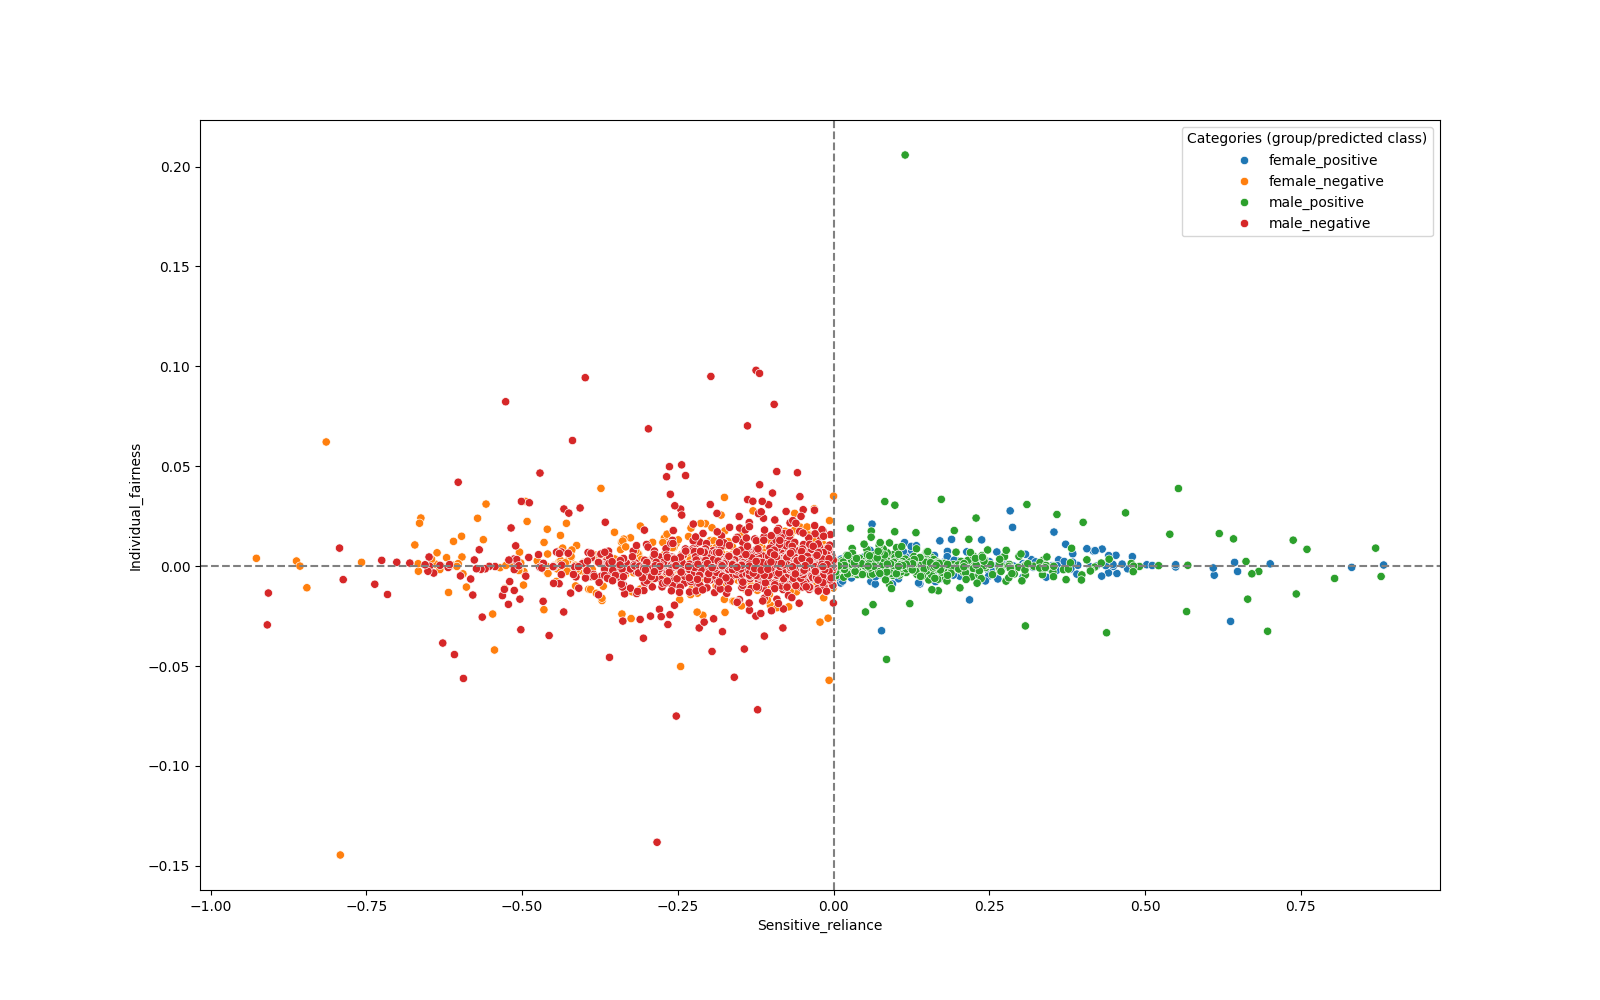 Categories (group/predicted class)
female_positive
female_negative
male_positive
male_negative
Individual_fairness
0.20
0.15
0.10
0.05
0.00
−0.05
−0.10
−0.15
−1.00 −0.75 −0.50 −0.25 0.00 0.25 0.50 0.75
Sensitive_reliance